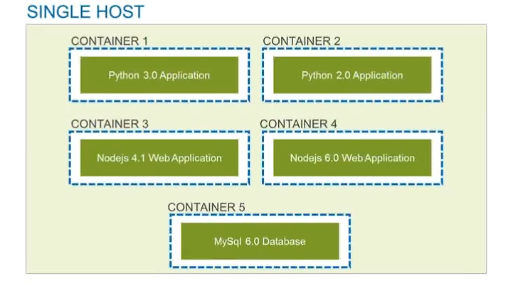 SINGLE HOST
CONTAINER 1
CONTAINER 2
Python 3.0 Application
Python 2.0 Application
CONTAINER 3
CONTAINER 4
Nodejs 4.1 Web Application
Nodejs 6.0 Web Application
CONTAINER 5
MySql 6.0 Database